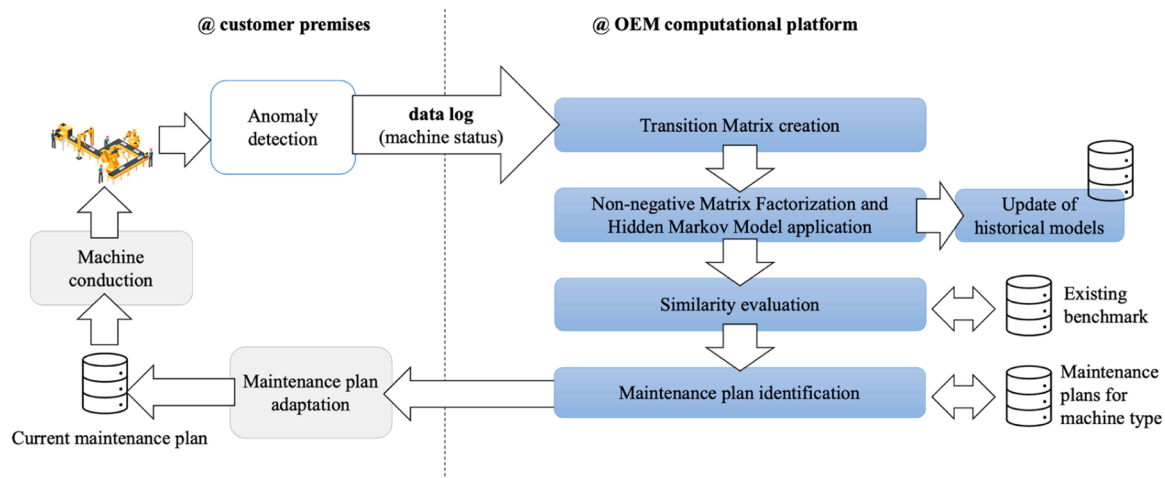 @ customer premises
@ OEM computational platform
Anomaly
detection
data log
(machine status)
Transition Matrix creation
Non-negative Matrix Factorization and
Hidden Markov Model application
Update of
historical models
Machine
conduction
Similarity evaluation
Existing
benchmark
Maintenance plan
adaptation
Maintenance plan identification
Maintenance
plans for
machine type
Current maintenance plan